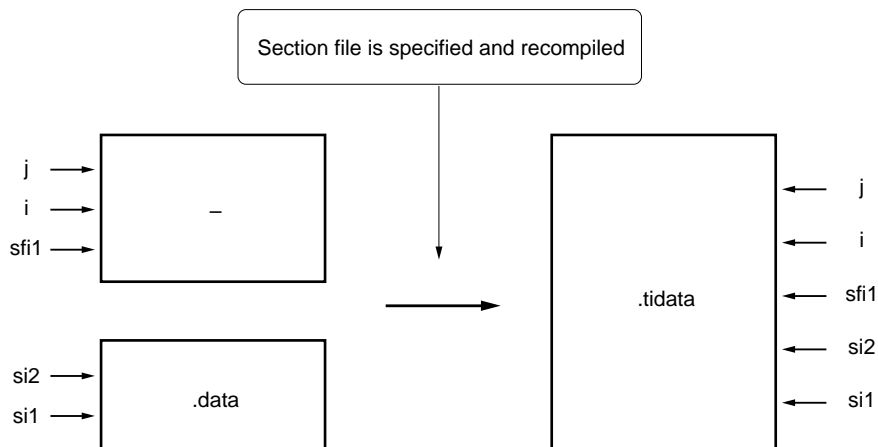 Section file is specified and recompiled
j
i
sfi1
–
si2
si1
.data
.tidata
j
i
sfi1
si2
si1